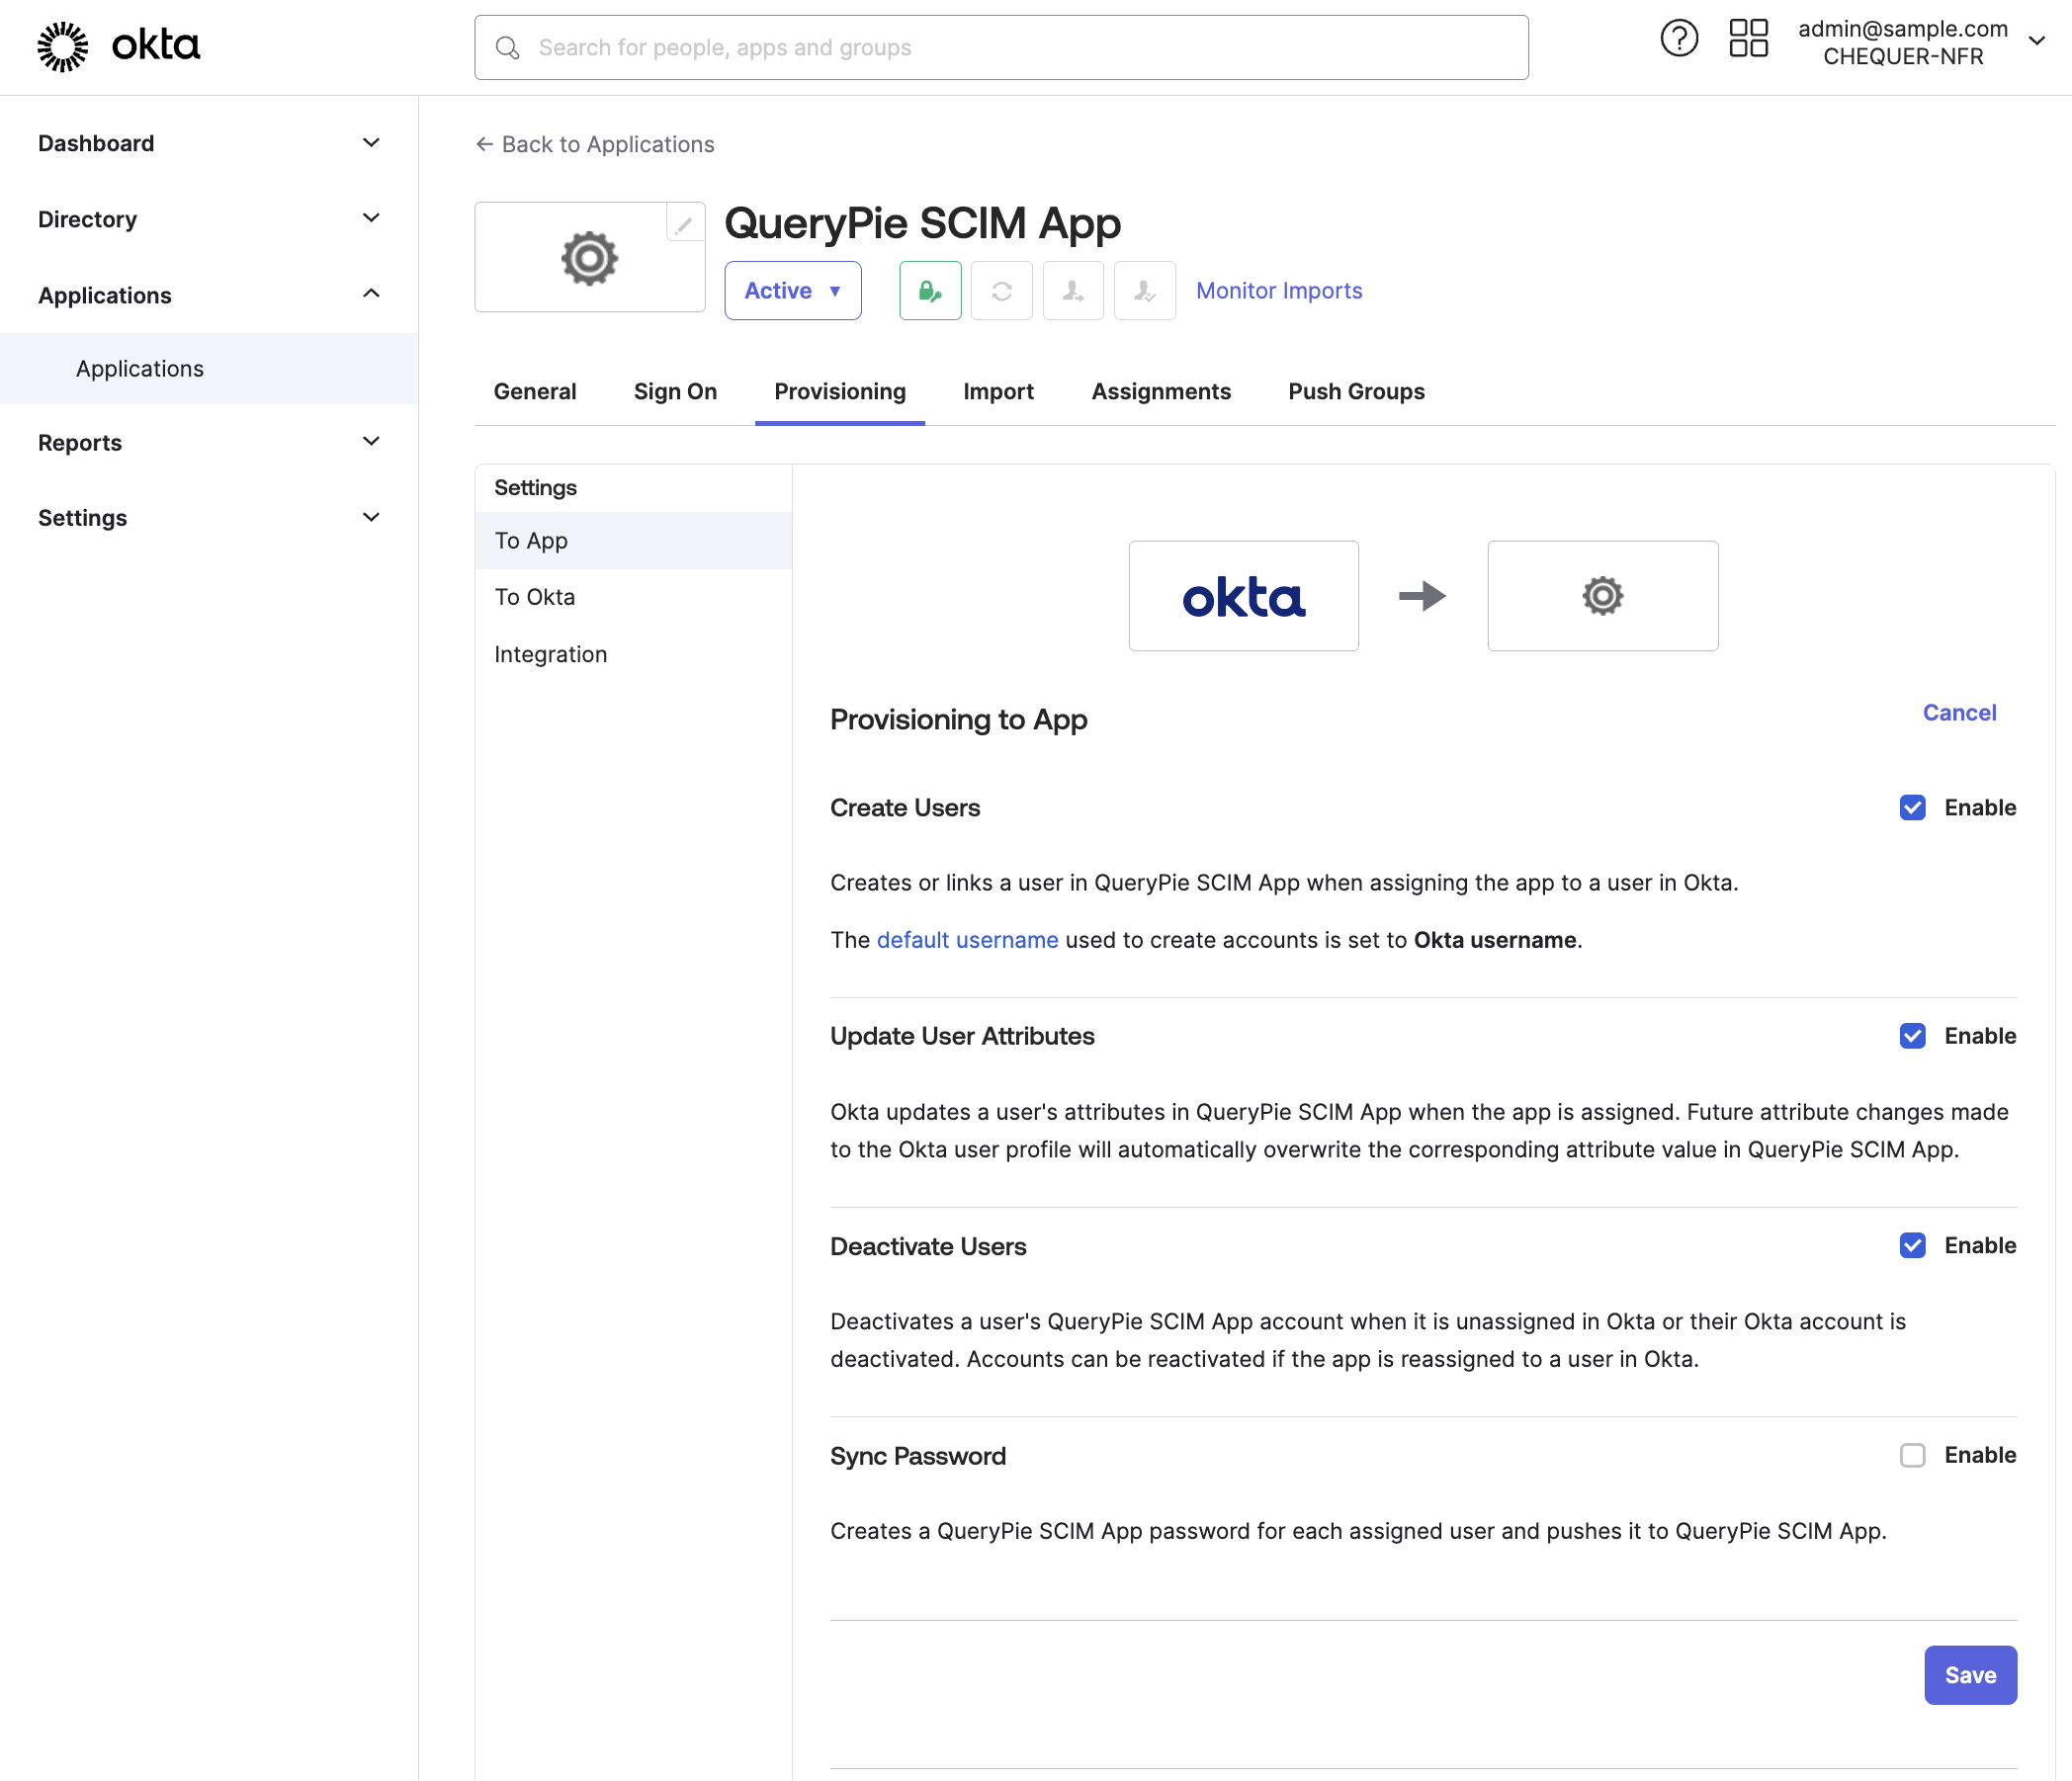 okta
Search for people, apps and groups
admin@sample.com
CHEQUER-NFR
Dashboard
Directory
Applications
Applications
Reports
Settings
← Back to Applications
QueryPie SCIM App
Active ▼
Monitor Imports
General Sign On Provisioning Import Assignments Push Groups
Settings
To App
To Okta
Integration
okta
Provisioning to App
Cancel
Create Users
Enable
Creates or links a user in QueryPie SCIM App when assigning the app to a user in Okta.
The default username used to create accounts is set to Okta username.
Update User Attributes
Enable
Okta updates a user's attributes in QueryPie SCIM App when the app is assigned. Future attribute changes made
to the Okta user profile will automatically overwrite the corresponding attribute value in QueryPie SCIM App.
Deactivate Users
Enable
Deactivates a user's QueryPie SCIM App account when it is unassigned in Okta or their Okta account is
deactivated. Accounts can be reactivated if the app is reassigned to a user in Okta.
Sync Password
Enable
Creates a QueryPie SCIM App password for each assigned user and pushes it to QueryPie SCIM App.
Save